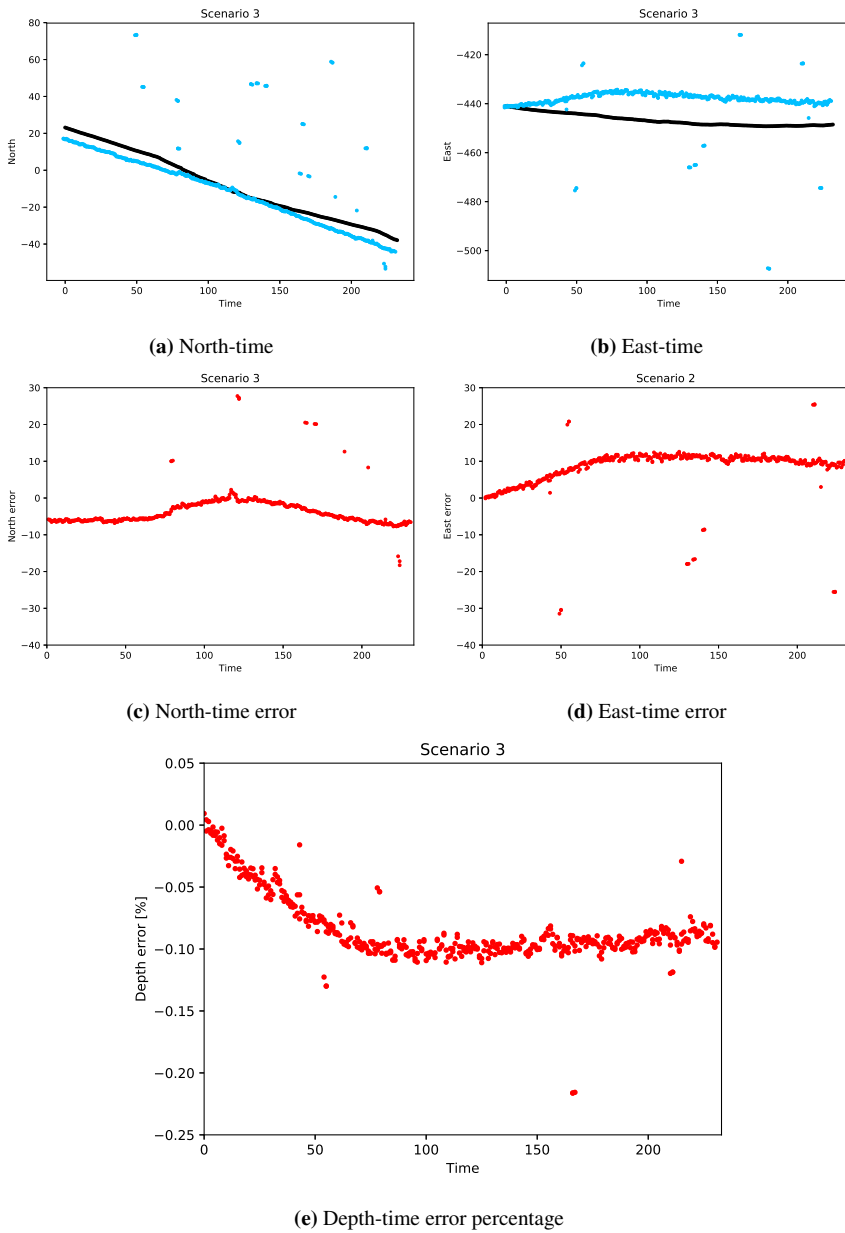 Scenario 3
80
60
40
20
0
−20
−40
North
0 50 100 150 200
Time
(a) North-time
Scenario 3
−420
−440
−460
−480
−500
East
0 50 100 150 200
Time
(b) East-time
Scenario 3
30
20
10
0
−10
−20
−30
−40
North error
0 50 100 150 200
Time
(c) North-time error
Scenario 2
30
20
10
0
−10
−20
−30
−40
East error
0 50 100 150 200
Time
(d) East-time error
Scenario 3
0.05
0.00
−0.05
−0.10
−0.15
−0.20
−0.25
Depth error [%]
0 50 100 150 200
Time
(e) Depth-time error percentage